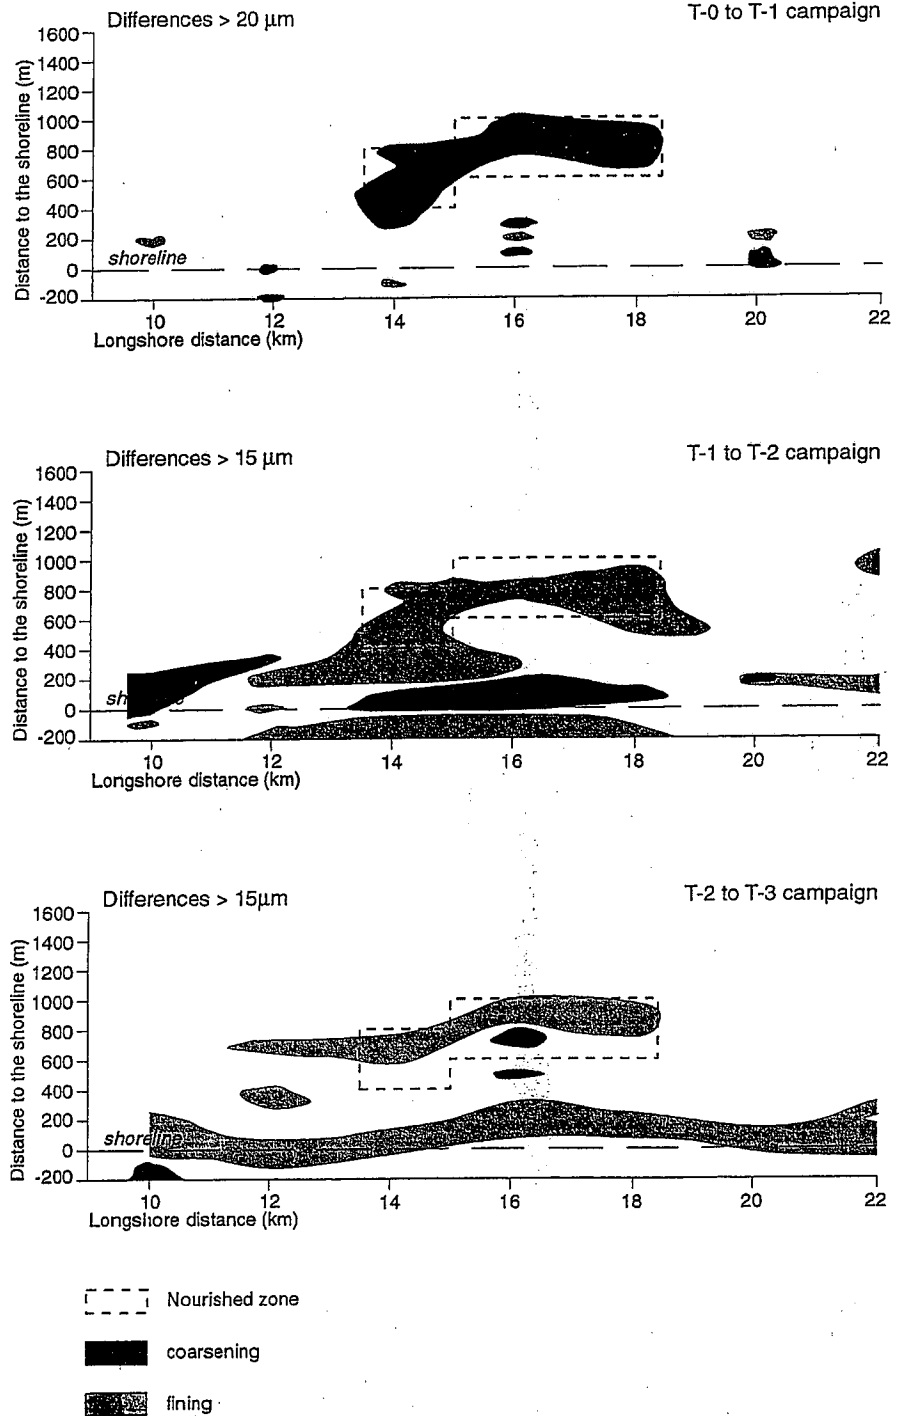 Differences > 20 µm
T-0 to T-1 campaign
Distance to the shoreline (m)
1600
1400
1200
1000
800
600
400
200
0
-200
shoreline
10 12 14 16 18 20 22
Longshore distance (km)
Differences > 15 µm
T-1 to T-2 campaign
Distance to the shoreline (m)
1600
1400
1200
1000
800
600
400
200
0
-200
10 12 14 16 18 20 22
Longshore distance (km)
Differences > 15µm
T-2 to T-3 campaign
Distance to the shoreline (m)
1600
1400
1200
1000
800
600
400
200
0
-200
shoreline
10 12 14 16 18 20 22
Longshore distance (km)
Nourished zone
coarsening
fining